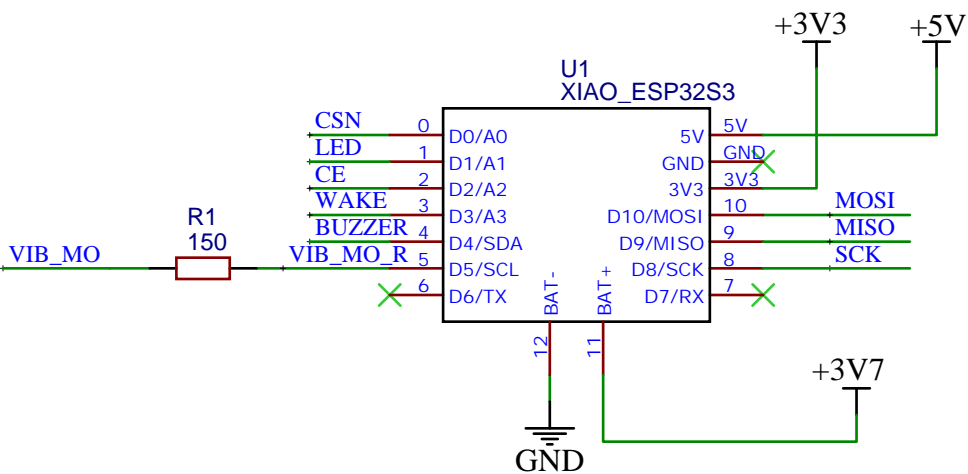 +3V3
+5V
U1
XIAO_ESP32S3
CSN 0 D0/A0 5V 5V
LED 1 D1/A1 GND GND
CE 2 D2/A2 3V3 3V3
WAKE 3 D3/A3 D10/MOSI 10 MOSI
BUZZER 4 D4/SDA D9/MISO 9 MISO
R1
150
VIB_MO VIB_MO_R 5 D5/SCL D8/SCK 8 SCK
6 D6/TX BAT- BAT+ D7/RX 7
12 11
+3V7
GND